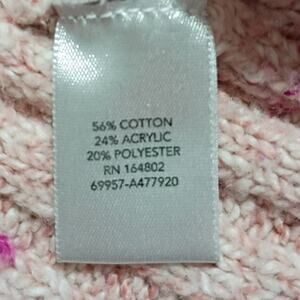 56% COTTON
24% ACRYLIC
20% POLYESTER
RN 164802
69957-A477920